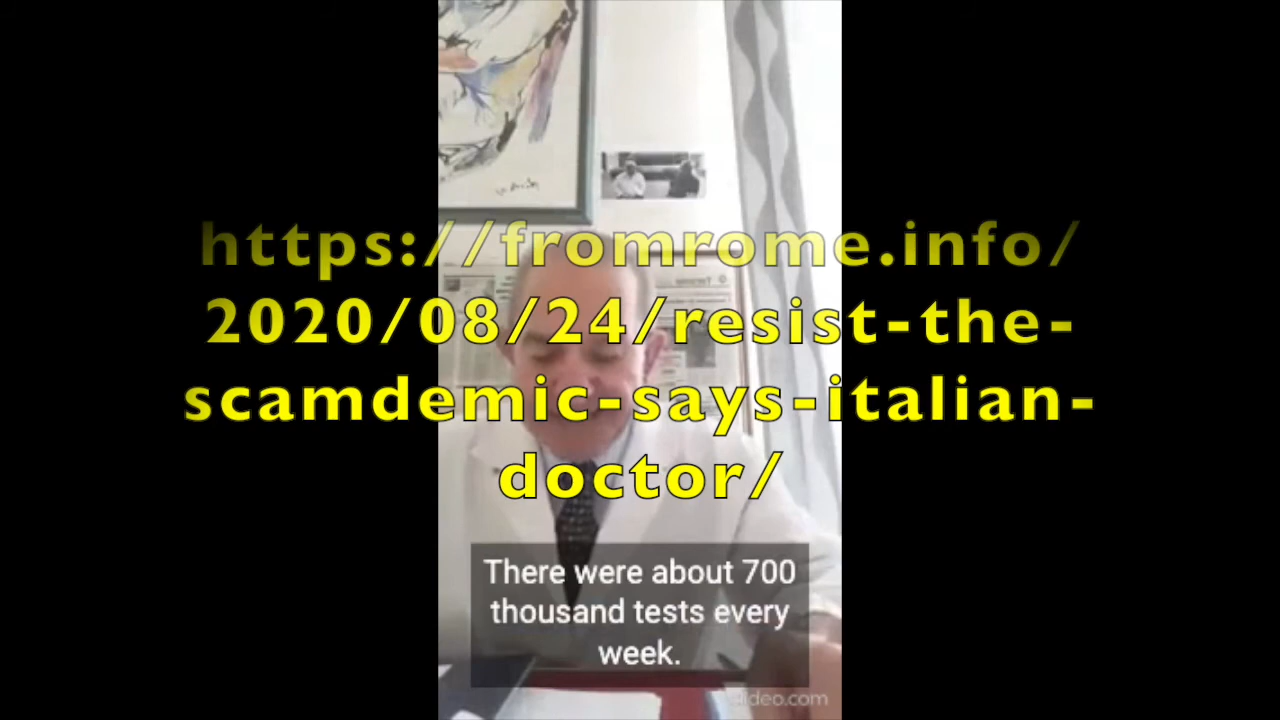 https://fromrome.info/
2020/08/24/resist-the-
scamdemic-says-italian-
doctor/
There were about 700
thousand tests every
week.